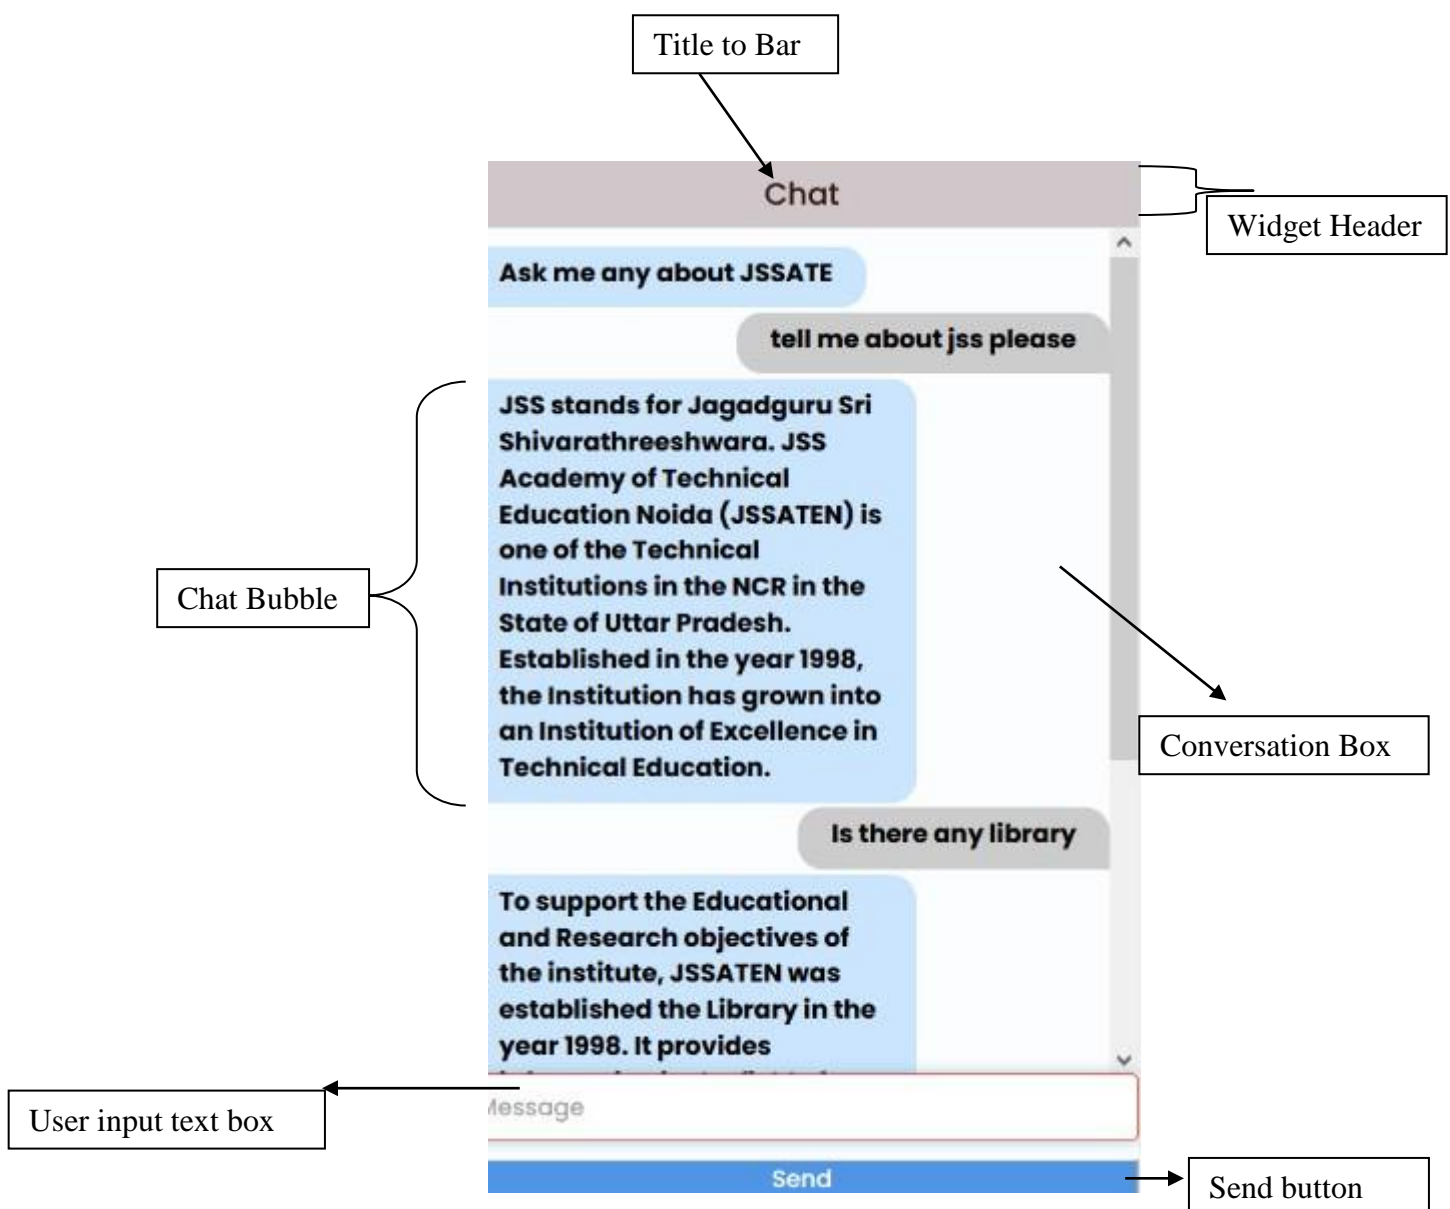 Title to Bar
Chat
Widget Header
Ask me any about JSSATE
tell me about jss please
JSS stands for Jagadguru Sri
Shivarathreeshwara. JSS
Academy of Technical
Education Noida (JSSATEN) is
one of the Technical
Institutions in the NCR in the
State of Uttar Pradesh.
Established in the year 1998,
the Institution has grown into
an Institution of Excellence in
Technical Education.
Chat Bubble
Conversation Box
Is there any library
To support the Educational
and Research objectives of
the institute, JSSATEN was
established the Library in the
year 1998. It provides
User input text box
Message
Send
Send button